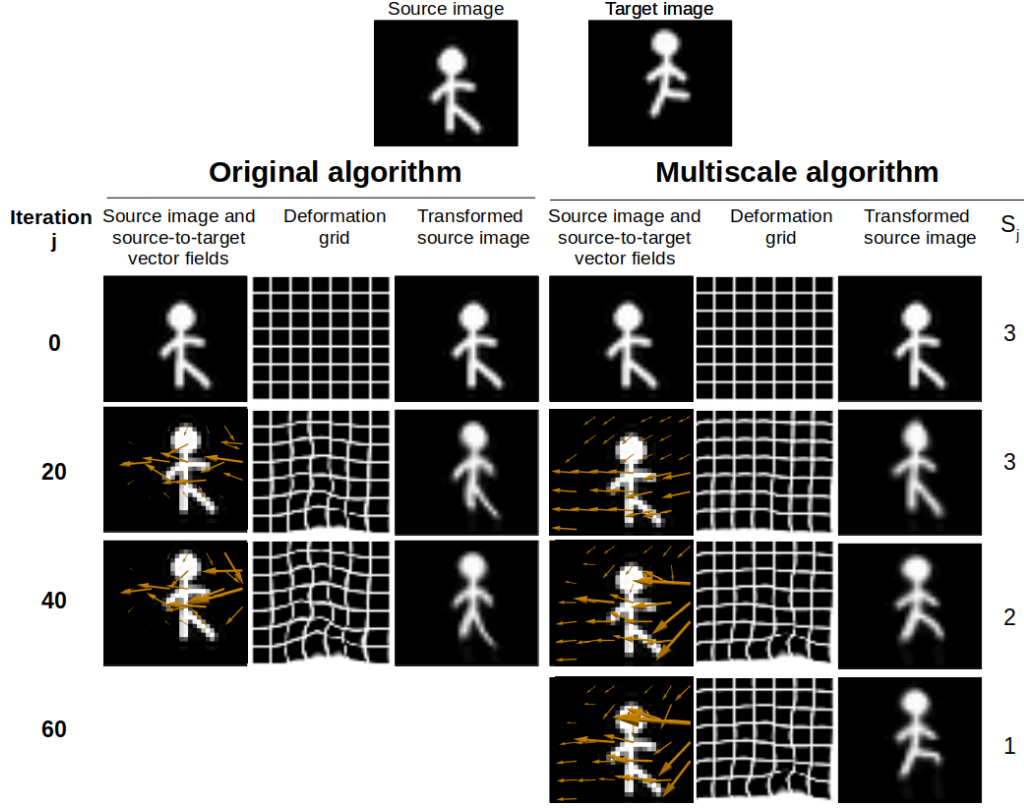 Source image
Target image
Original algorithm
Multiscale algorithm
Iteration
j
Source image and
source-to-target
vector fields
Deformation
grid
Transformed
source image
Source image and
source-to-target
vector fields
Deformation
grid
Transformed
source image
Sj
0
3
20
3
40
2
60
1